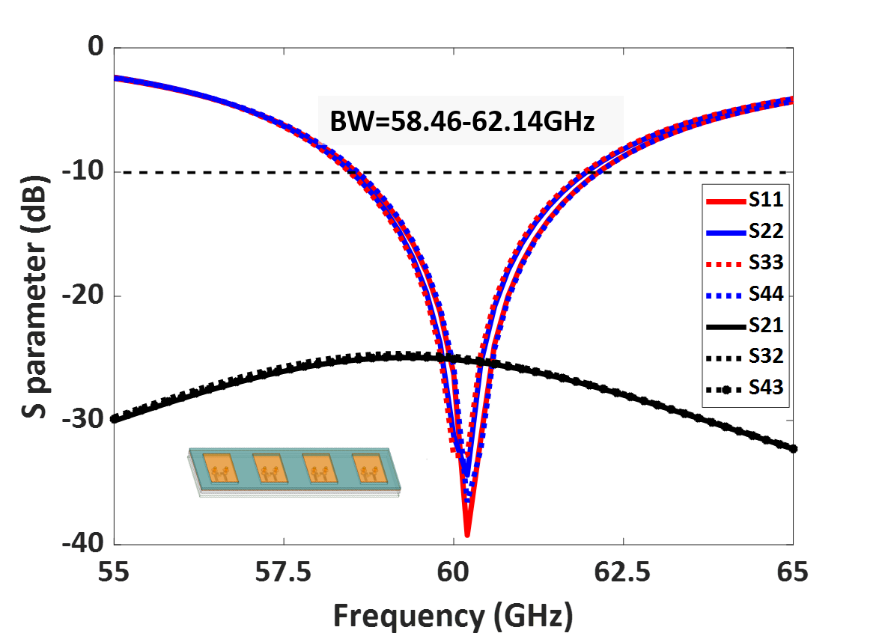 0
BW=58.46-62.14GHz
-10
-20
-30
-40
S parameter (dB)
S11
S22
S33
S44
S21
S32
S43
55 57.5 60 62.5 65
Frequency (GHz)